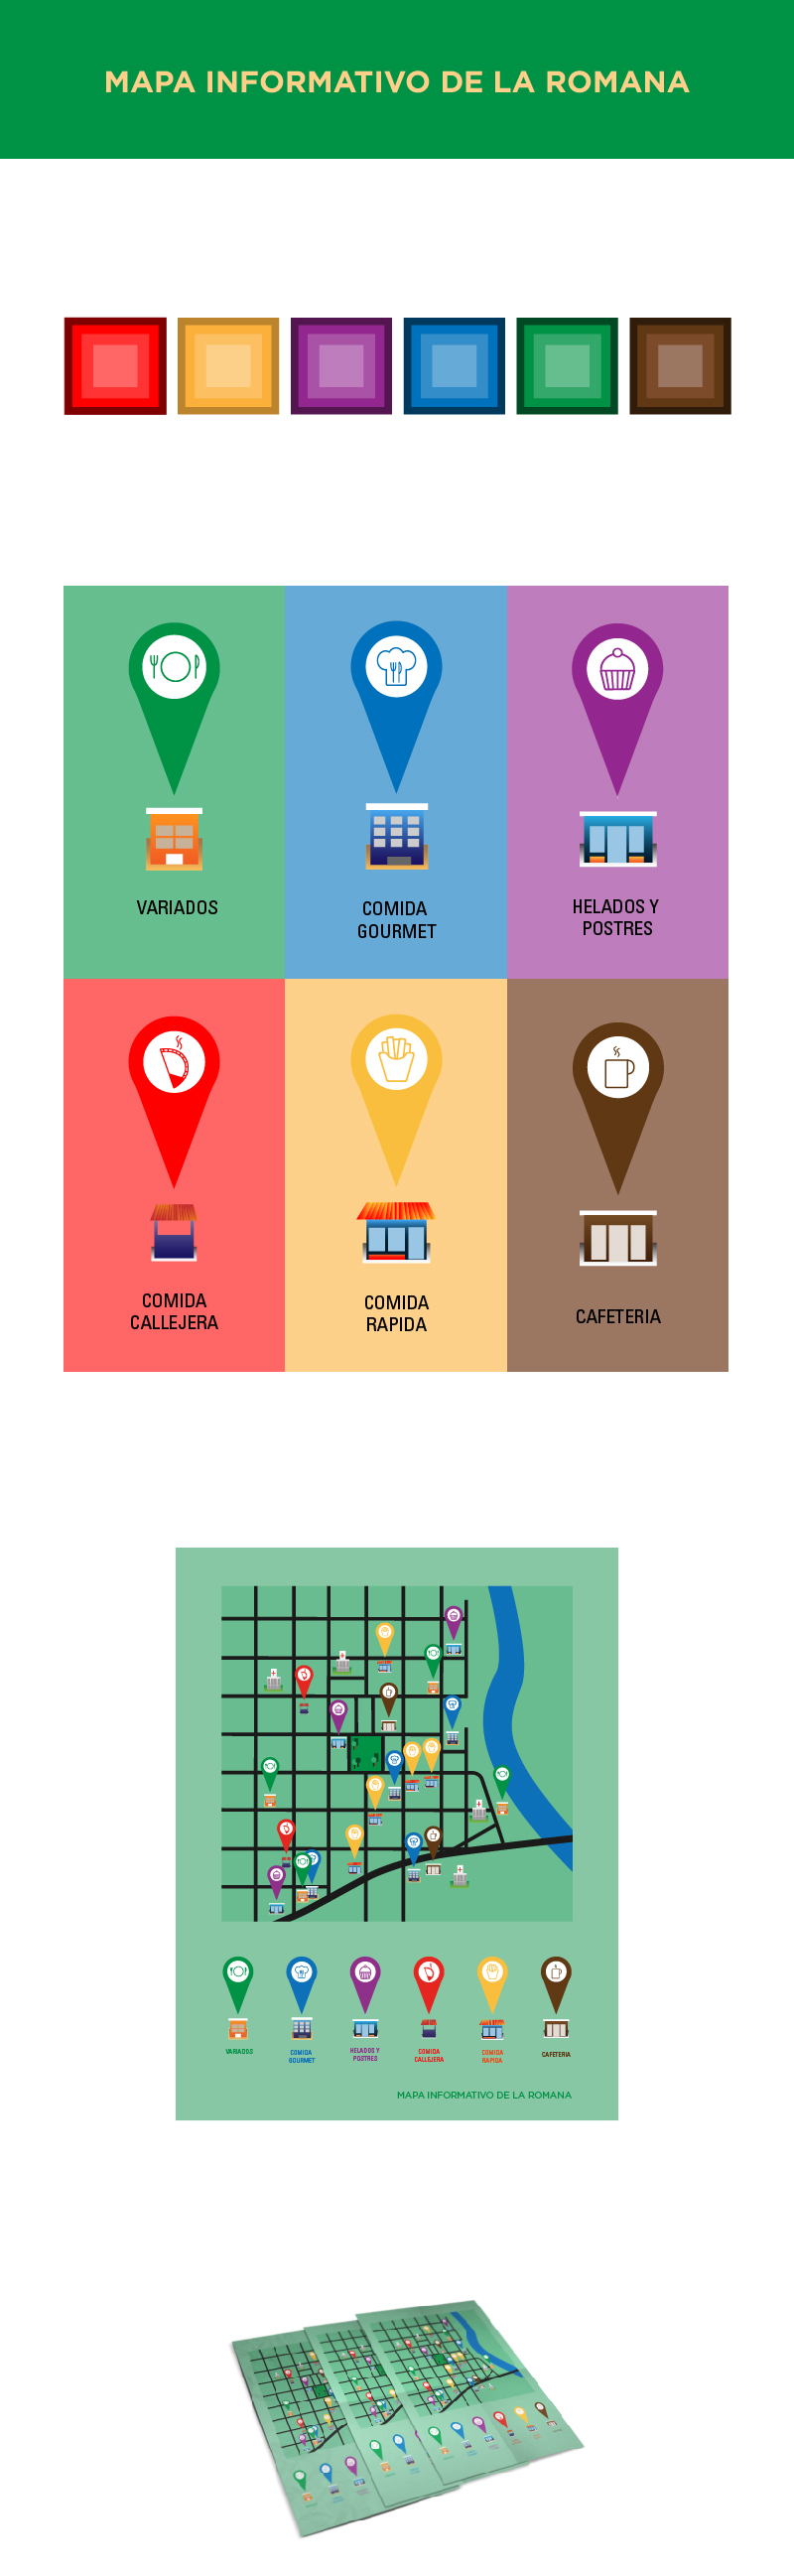 MAPA INFORMATIVO DE LA ROMANA
VARIADOS
COMIDA
GOURMET
HELADOS Y
POSTRES
COMIDA
CALLEJERA
COMIDA
RAPIDA
CAFETERIA
VARIADOS
COMIDA
GOURMET
HELADOS Y
POSTRES
COMIDA
CALLEJERA
COMIDA
RAPIDA
CAFETERIA
MAPA INFORMATIVO DE LA ROMANA